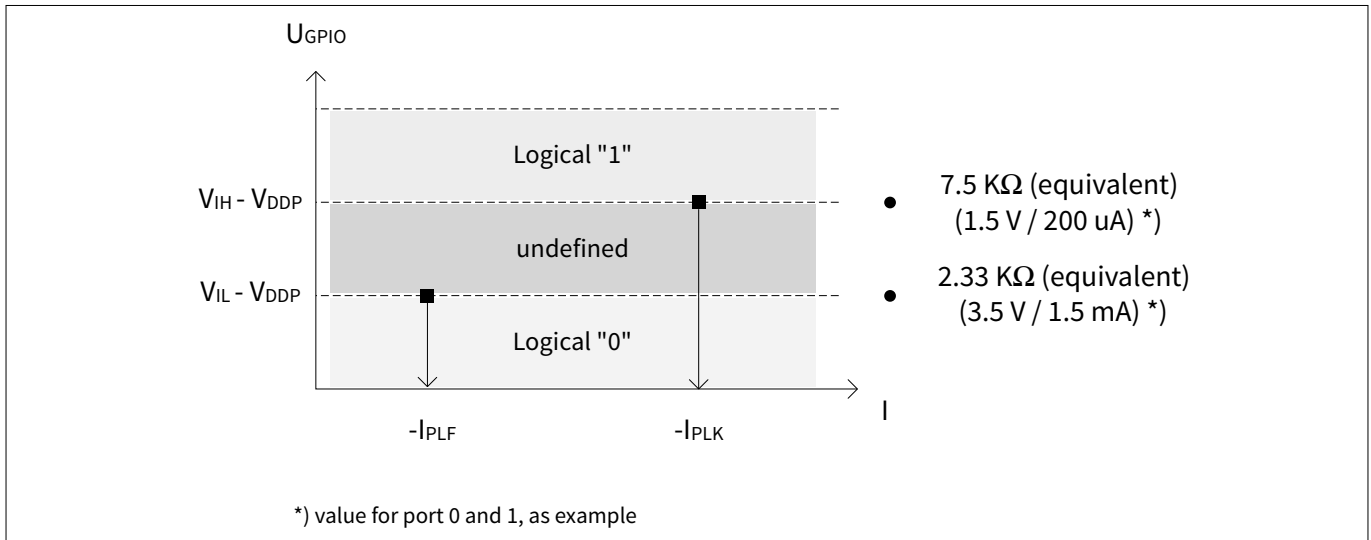 UGPIO
Logical "1"
VIH - VDDP
7.5 KΩ (equivalent)
(1.5 V / 200 uA) *)
undefined
VIL - VDDP
2.33 KΩ (equivalent)
(3.5 V / 1.5 mA) *)
Logical "0"
I
-IPLF
-IPLK
*) value for port 0 and 1, as example